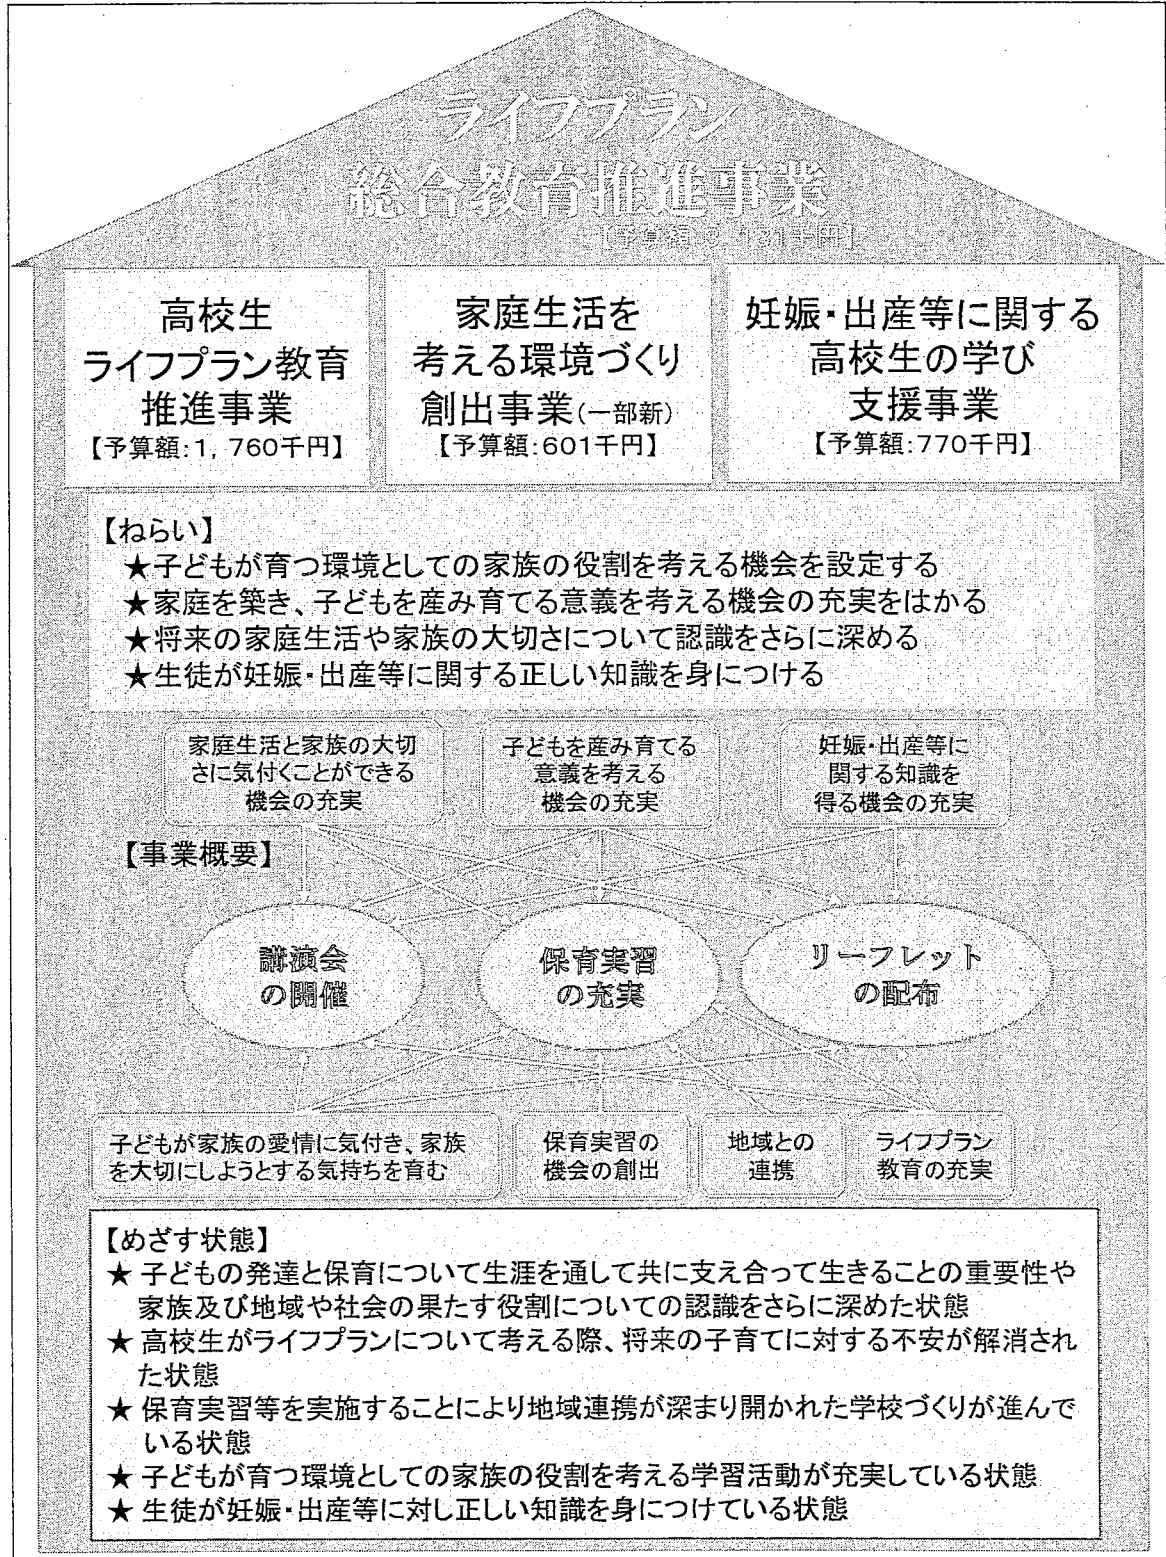 ライフプラン
総合教育推進事業
【予算額:3,131千円】
高校生
ライフプラン教育
推進事業
【予算額:1,760千円】
家庭生活を
考える環境づくり
創出事業(一部新)
【予算額:601千円】
妊娠・出産等に関する
高校生の学び
支援事業
【予算額:770千円】
【ねらい】
★子どもが育つ環境としての家族の役割を考える機会を設定する
★家庭を築き、子どもを産み育てる意義を考える機会の充実をはかる
★将来の家庭生活や家族の大切さについて認識をさらに深める
★生徒が妊娠・出産等に関する正しい知識を身につける
家庭生活と家族の大切
さに気付くことができる
機会の充実
子どもを産み育てる
意義を考える
機会の充実
妊娠・出産等に
関する知識を
得る機会の充実
【事業概要】
講演会
の開催
保育実習
の充実
リーフレット
の配布
子どもが家族の愛情に気付き、家族
を大切にしようとする気持ちを育む
保育実習の
機会の創出
地域との
連携
ライフプラン
教育の充実
【めざす状態】
★ 子どもの発達と保育について生涯を通して共に支え合って生きることの重要性や
家族及び地域や社会の果たす役割についての認識をさらに深めた状態
★ 高校生がライフプランについて考える際、将来の子育てに対する不安が解消され
た状態
★ 保育実習等を実施することにより地域連携が深まり開かれた学校づくりが進んで
いる状態
★ 子どもが育つ環境としての家族の役割を考える学習活動が充実している状態
★ 生徒が妊娠・出産等に対し正しい知識を身につけている状態